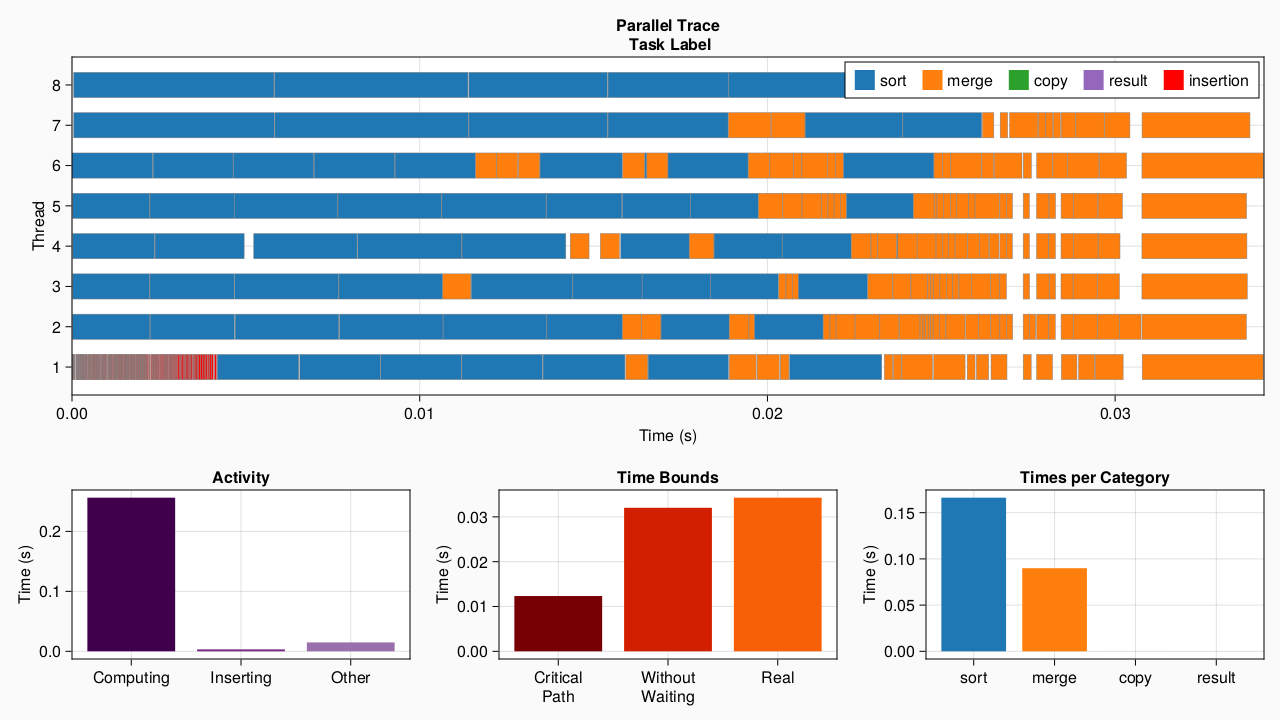 Parallel Trace
Task Label
sort merge copy result insertion
Thread
8
7
6
5
4
3
2
1
0.00 0.01 0.02 0.03
Time (s)
Activity
Time (s)
0.2
0.1
0.0
Computing Inserting Other
Time Bounds
Time (s)
0.03
0.02
0.01
0.00
Critical Without Real
Path Waiting
Times per Category
Time (s)
0.15
0.10
0.05
0.00
sort merge copy result